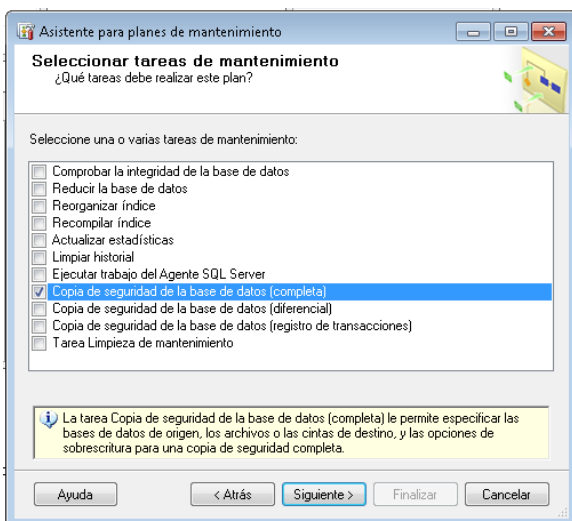 Asistente para planes de mantenimiento
Seleccionar tareas de mantenimiento
¿Qué tareas debe realizar este plan?
Seleccione una o varias tareas de mantenimiento:
Comprobar la integridad de la base de datos
Reducir la base de datos
Reorganizar índice
Recompilar índice
Actualizar estadísticas
Limpiar historial
Ejecutar trabajo del Agente SQL Server
Copia de seguridad de la base de datos (completa)
Copia de seguridad de la base de datos (diferencial)
Copia de seguridad de la base de datos (registro de transacciones)
Tarea Limpieza de mantenimiento
La tarea Copia de seguridad de la base de datos (completa) le permite especificar las
bases de datos de origen, los archivos o las cintas de destino, y las opciones de
sobrescritura para una copia de seguridad completa.
Ayuda < Atrás Siguiente > Finalizar Cancelar